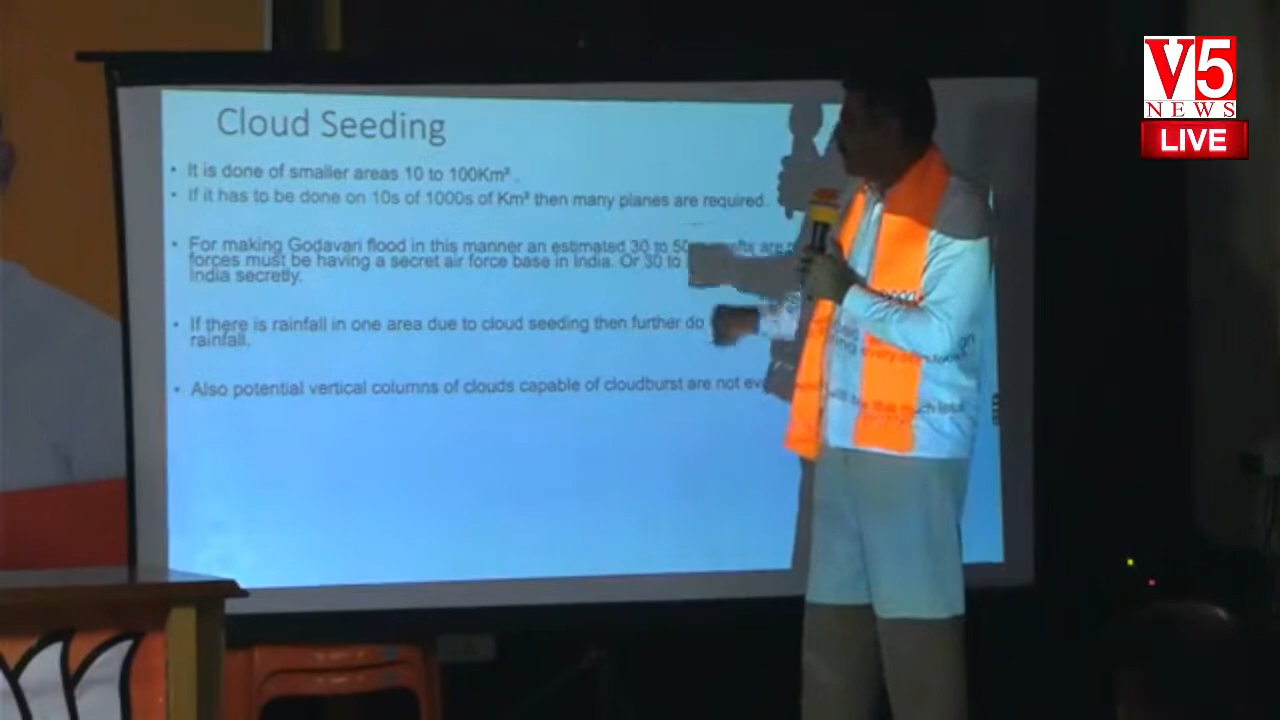 V5
NEWS
LIVE
Cloud Seeding
• It is done of smaller areas 10 to 100Km² .
• If it has to be done on 10s of 1000s of Km² then many planes are required.
• For making Godavari flood in this manner an estimated 30 to are
forces must be having a secret air force base in India. Or 30 to
India secretly.
• If there is rainfall in one area due to cloud seeding then further do
rainfall.
• Also potential vertical columns of clouds capable of cloudburst are not much less